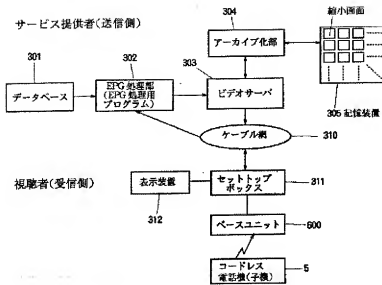 サービス提供者(送信側)
304
縮小画面
アーカイブ化部
301
302
303
データベース
EPG処理部
(EPG処理用
プログラム)
ビデオサーバ
305 記憶装置
ケーブル網
310
視聴者(受信側)
表示装置
312
セットトップ
ボックス
311
ベースユニット
600
コードレス
電話機(子機)
5